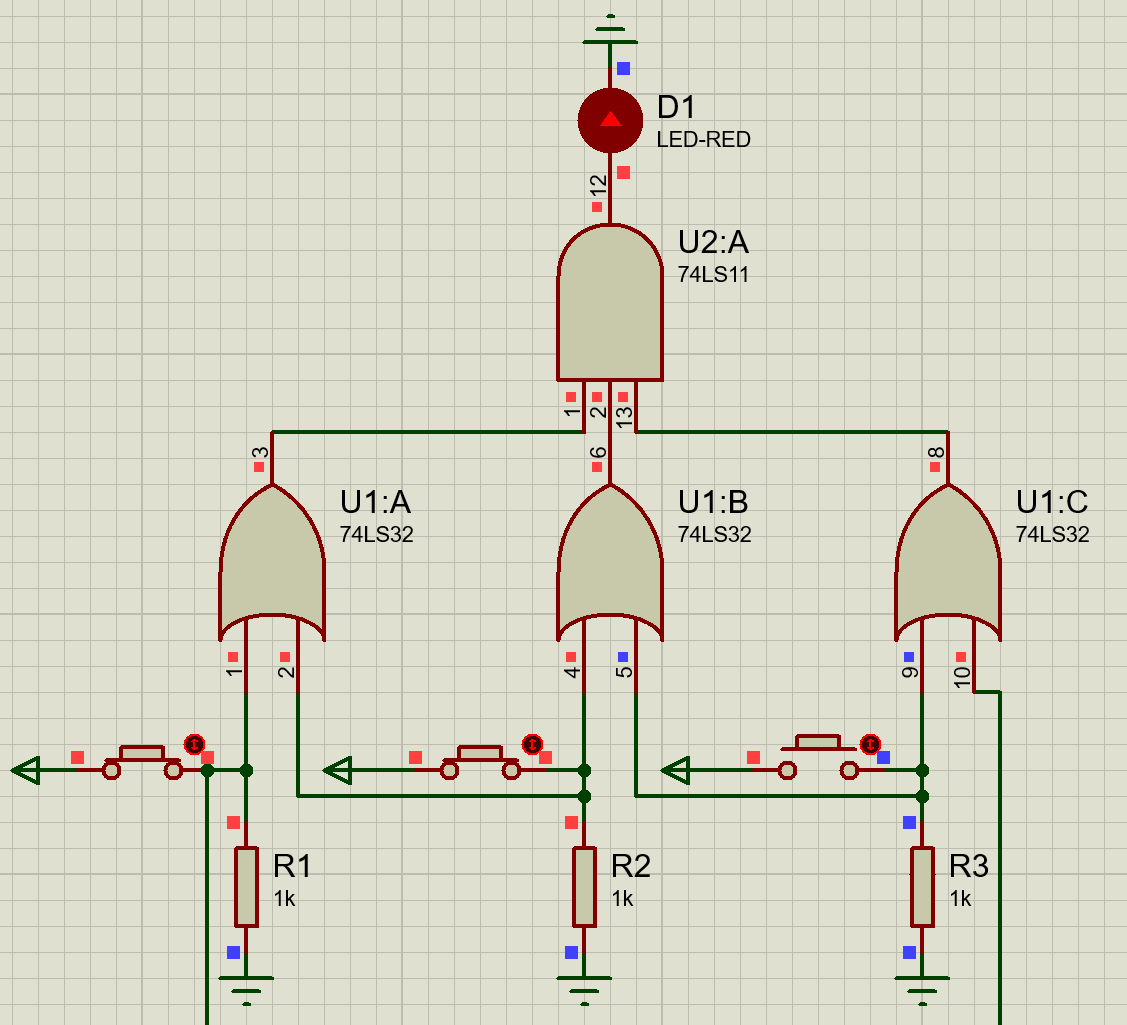 D1
LED-RED
12
U2:A
74LS11
1
2
13
3
6
8
U1:A
74LS32
U1:B
74LS32
U1:C
74LS32
1
2
4
5
9
10
R1
1k
R2
1k
R3
1k